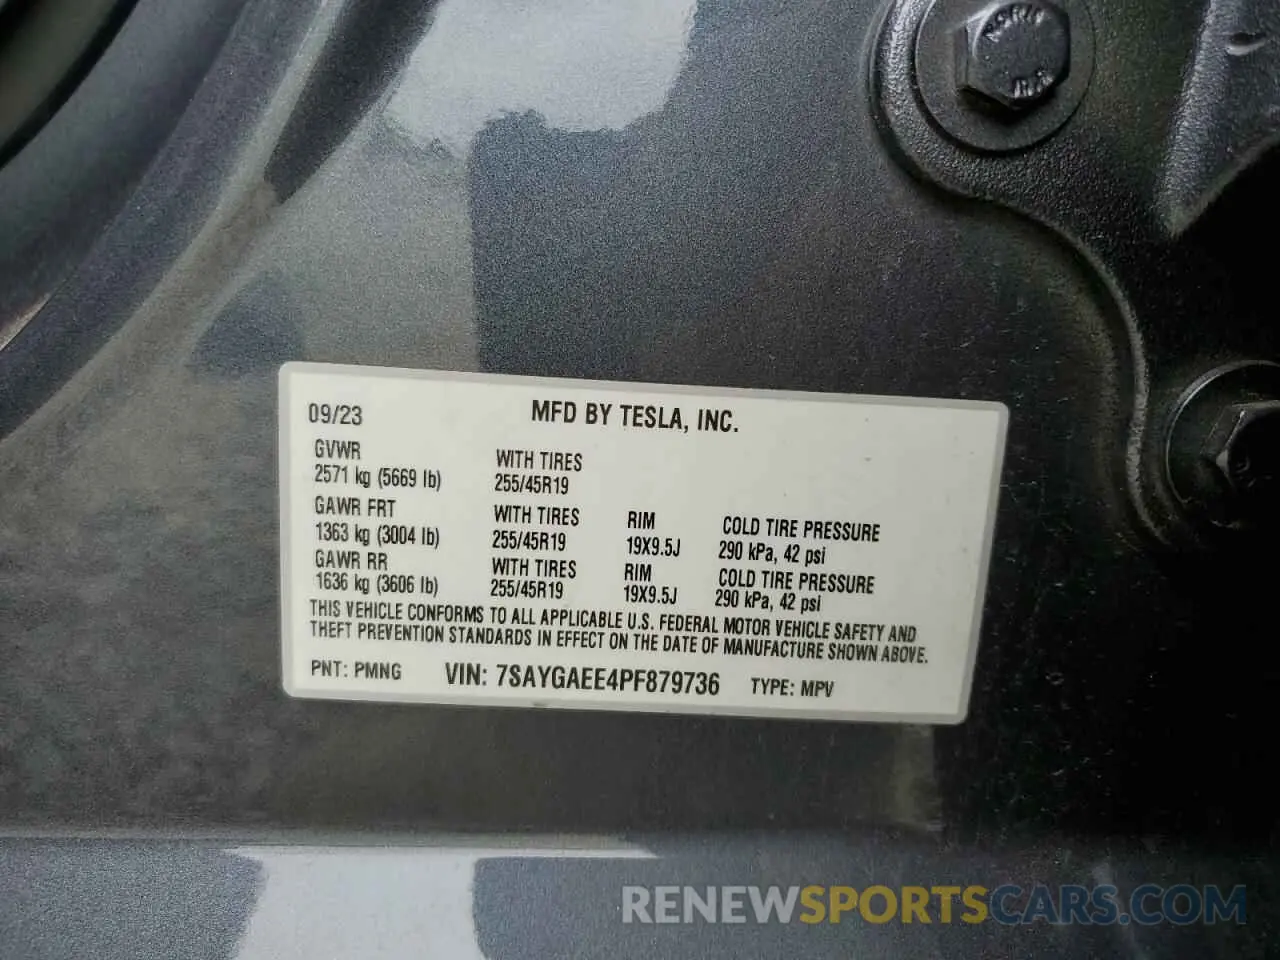 09/23 MFD BY TESLA, INC.
GVWR WITH TIRES
2571 kg (5669 lb) 255/45R19
GAWR FRT WITH TIRES RIM COLD TIRE PRESSURE
1363 kg (3004 lb) 255/45R19 19X9.5J 290 kPa, 42 psi
GAWR RR WITH TIRES RIM COLD TIRE PRESSURE
1636 kg (3606 lb) 255/45R19 19X9.5J 290 kPa, 42 psi
THIS VEHICLE CONFORMS TO ALL APPLICABLE U.S. FEDERAL MOTOR VEHICLE SAFETY AND
THEFT PREVENTION STANDARDS IN EFFECT ON THE DATE OF MANUFACTURE SHOWN ABOVE.
PNT: PMNG VIN: 7SAYGAEE4PF879736 TYPE: MPV
RENEWSPORTSCARS.COM